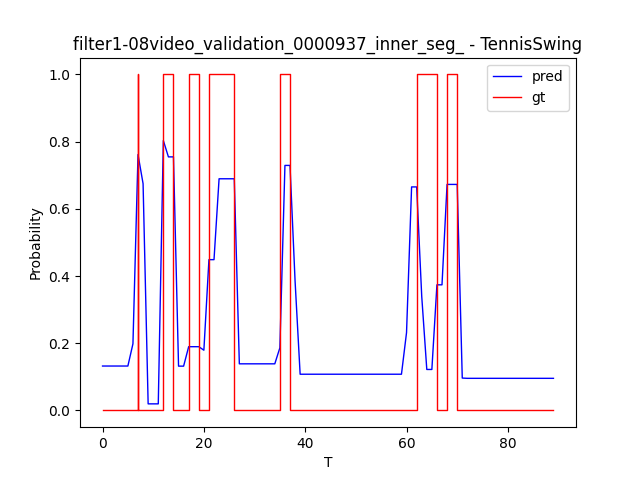 filter1-08video_validation_0000937_inner_seg_ - TennisSwing
pred
gt
1.0
0.8
0.6
0.4
0.2
0.0
Probability
0
20
40
60
80
T